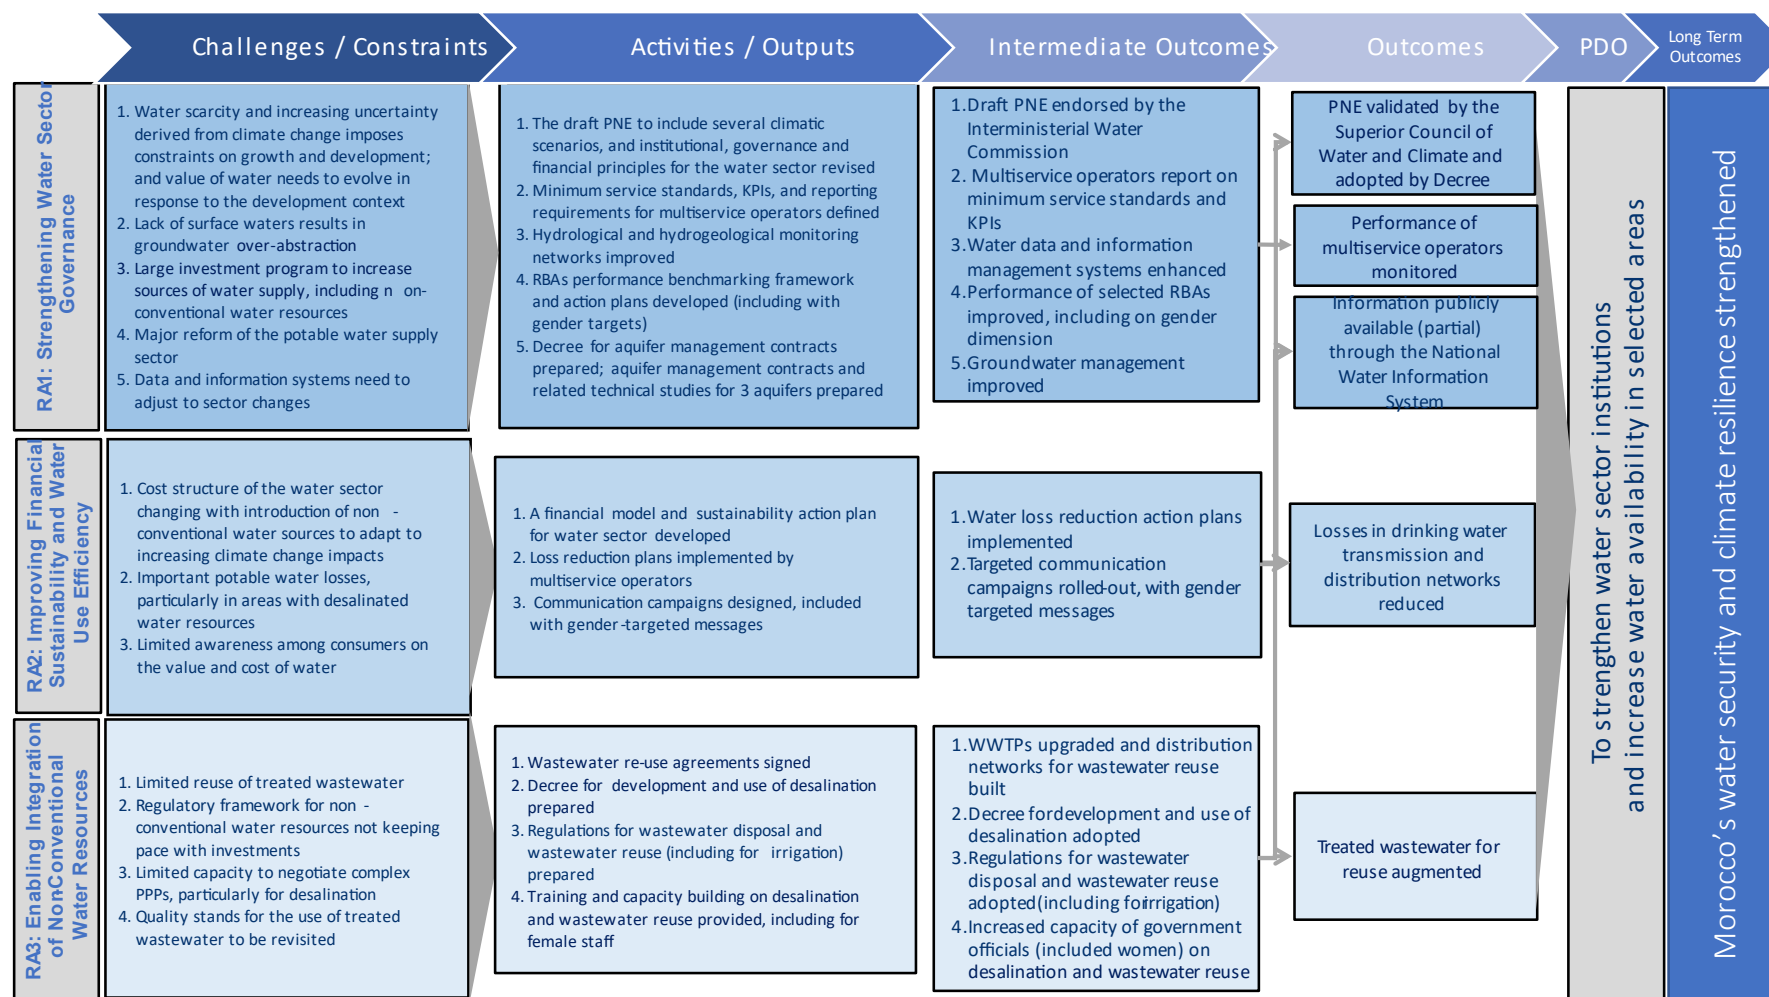 Challenges / Constraints
Activities / Outputs
Intermediate Outcomes
Outcomes
PDO
Long Term
Outcomes
RA1: Strengthening Water Sector
Governance
1. Water scarcity and increasing uncertainty
derived from climate change imposes
constraints on growth and development;
and value of water needs to evolve in
response to the development context
2. Lack of surface waters results in
groundwater over-abstraction
3. Large investment program to increase
sources of water supply, including n on-
conventional water resources
4. Major reform of the potable water supply
sector
5. Data and information systems need to
adjust to sector changes
1. The draft PNE to include several climatic
scenarios, and institutional, governance and
financial principles for the water sector revised
2. Minimum service standards, KPIs, and reporting
requirements for multiservice operators defined
3. Hydrological and hydrogeological monitoring
networks improved
4. RBAs performance benchmarking framework
and action plans developed (including with
gender targets)
5. Decree for aquifer management contracts
prepared; aquifer management contracts and
related technical studies for 3 aquifers prepared
1. Draft PNE endorsed by the
Interministerial Water
Commission
2. Multiservice operators report on
minimum service standards and
KPIs
3. Water data and information
management systems enhanced
4. Performance of selected RBAs
improved, including on gender
dimension
5. Groundwater management
improved
PNE validated by the
Superior Council of
Water and Climate and
adopted by Decree
Performance of
multiservice operators
monitored
Information publicly
available (partial)
through the National
Water Information
System
RA2: Improving Financial
Sustainability and Water
Use Efficiency
1. Cost structure of the water sector
changing with introduction of non -
conventional water sources to adapt to
increasing climate change impacts
2. Important potable water losses,
particularly in areas with desalinated
water resources
3. Limited awareness among consumers on
the value and cost of water
1. A financial model and sustainability action plan
for water sector developed
2. Loss reduction plans implemented by
multiservice operators
3. Communication campaigns designed, included
with gender-targeted messages
1. Water loss reduction action plans
implemented
2. Targeted communication
campaigns rolled-out, with gender
targeted messages
Losses in drinking water
transmission and
distribution networks
reduced
RA3: Enabling Integration
of Non-Conventional
Water Resources
1. Limited reuse of treated wastewater
2. Regulatory framework for non -
conventional water resources not keeping
pace with investments
3. Limited capacity to negotiate complex
PPPs, particularly for desalination
4. Quality stands for the use of treated
wastewater to be revisited
1. Wastewater re-use agreements signed
2. Decree for development and use of desalination
prepared
3. Regulations for wastewater disposal and
wastewater reuse (including for irrigation)
prepared
4. Training and capacity building on desalination
and wastewater reuse provided, including for
female staff
1. WWTPs upgraded and distribution
networks for wastewater reuse
built
2. Decree for development and use of
desalination adopted
3. Regulations for wastewater
disposal and wastewater reuse
adopted (including for irrigation)
4. Increased capacity of government
officials (included women) on
desalination and wastewater reuse
Treated wastewater for
reuse augmented
To strengthen water sector institutions
and increase water availability in selected areas
Morocco's water security and climate resilience strengthened